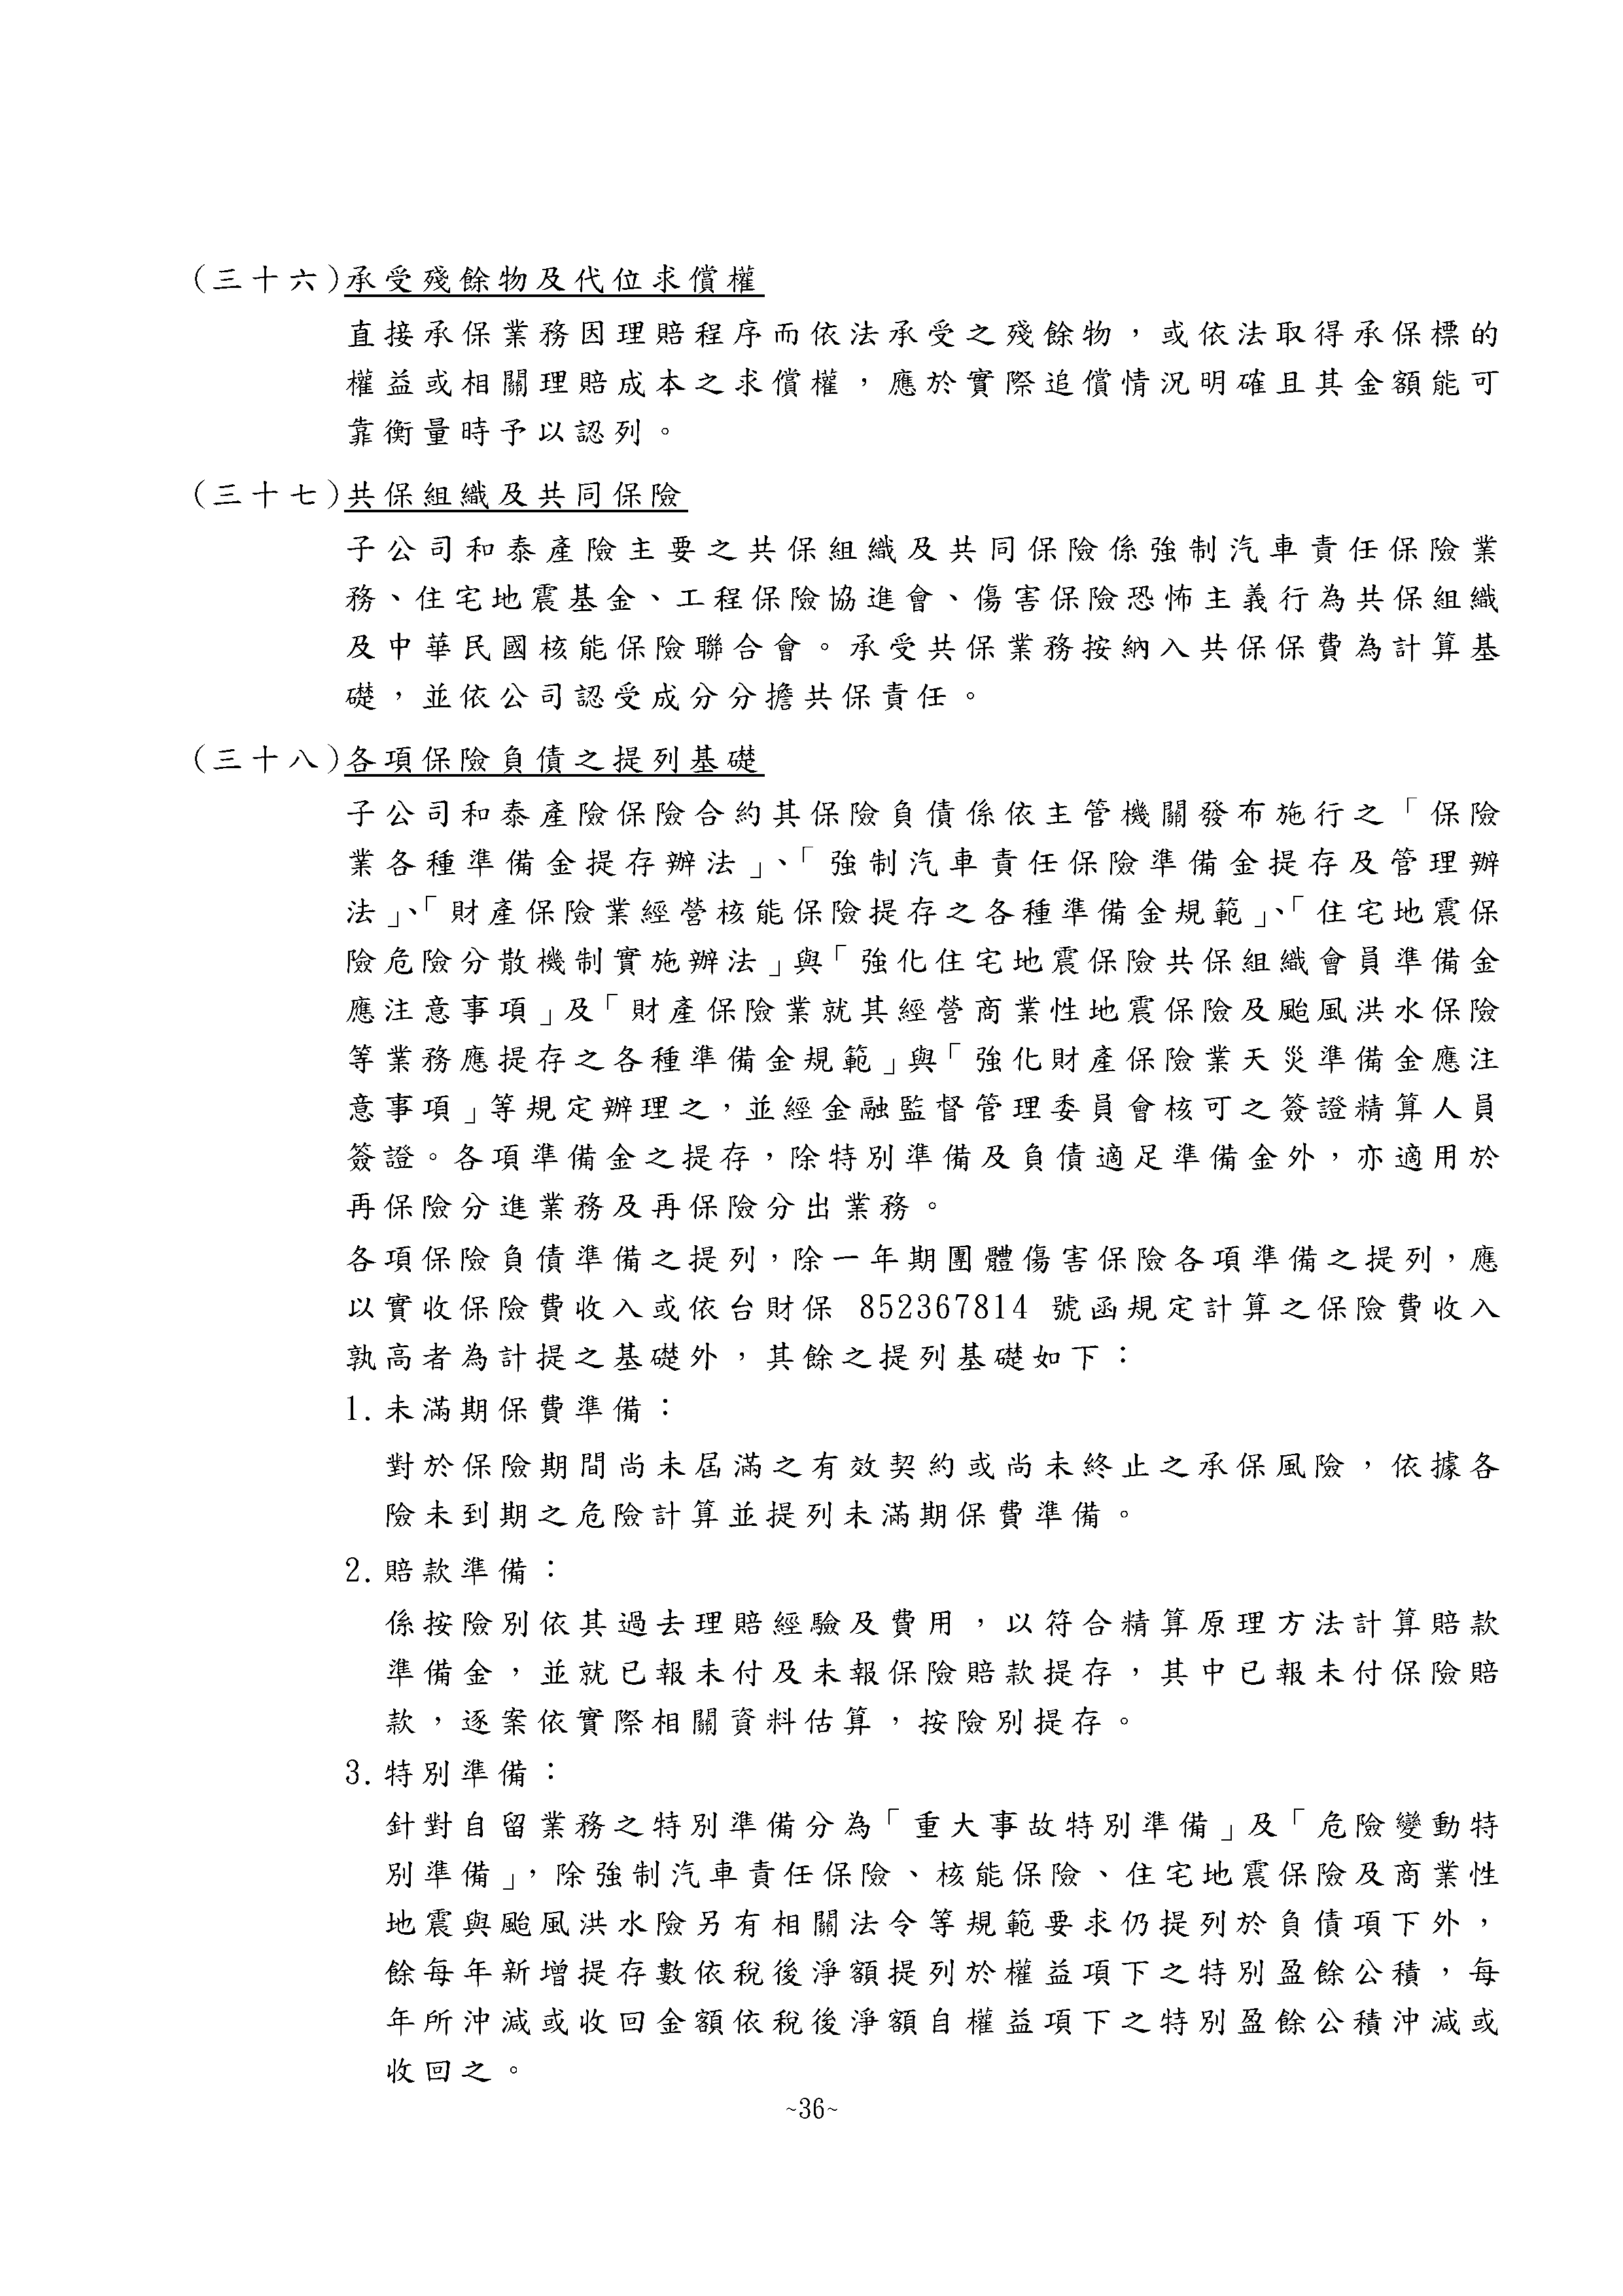 (三十六)承受殘餘物及代位求償權
直接承保業務因理賠程序而依法承受之殘餘物，或依法取得承保標的
權益或相關理賠成本之求償權，應於實際追償情況明確且其金額能可
靠衡量時予以認列。
(三十七)共保組織及共同保險
子公司和泰產險主要之共保組織及共同保險係強制汽車責任保險業
務、住宅地震基金、工程保險協進會、傷害保險恐怖主義行為共保組織
及中華民國核能保險聯合會。承受共保業務按納入共保保費為計算基
礎，並依公司認受成分分擔共保責任。
(三十八)各項保險負債之提列基礎
子公司和泰產險保險合約其保險負債係依主管機關發布施行之「保險
業各種準備金提存辦法」、「強制汽車責任保險準備金提存及管理辦
法」、「財產保險業經營核能保險提存之各種準備金規範」、「住宅地震保
險危險分散機制實施辦法」與「強化住宅地震保險共保組織會員準備金
應注意事項」及「財產保險業就其經營商業性地震保險及颱風洪水保險
等業務應提存之各種準備金規範」與「強化財產保險業天災準備金應注
意事項」等規定辦理之，並經金融監督管理委員會核可之簽證精算人員
簽證。各項準備金之提存，除特別準備及負債適足準備金外，亦適用於
再保險分進業務及再保險分出業務。
各項保險負債準備之提列，除一年期團體傷害保險各項準備之提列，應
以實收保險費收入或依台財保 852367814 號函規定計算之保險費收入
孰高者為計提之基礎外，其餘之提列基礎如下：
1.未滿期保費準備：
對於保險期間尚未屆滿之有效契約或尚未終止之承保風險，依據各
險未到期之危險計算並提列未滿期保費準備。
2.賠款準備：
係按險別依其過去理賠經驗及費用，以符合精算原理方法計算賠款
準備金，並就已報未付及未報保險賠款提存，其中已報未付保險賠
款，逐案依實際相關資料估算，按險別提存。
3.特別準備：
針對自留業務之特別準備分為「重大事故特別準備」及「危險變動特
別準備」，除強制汽車責任保險、核能保險、住宅地震保險及商業性
地震與颱風洪水險另有相關法令等規範要求仍提列於負債項下外，
餘每年新增提存數依稅後淨額提列於權益項下之特別盈餘公積，每
年所沖減或收回金額依稅後淨額自權益項下之特別盈餘公積沖減或
收回之。
~36~